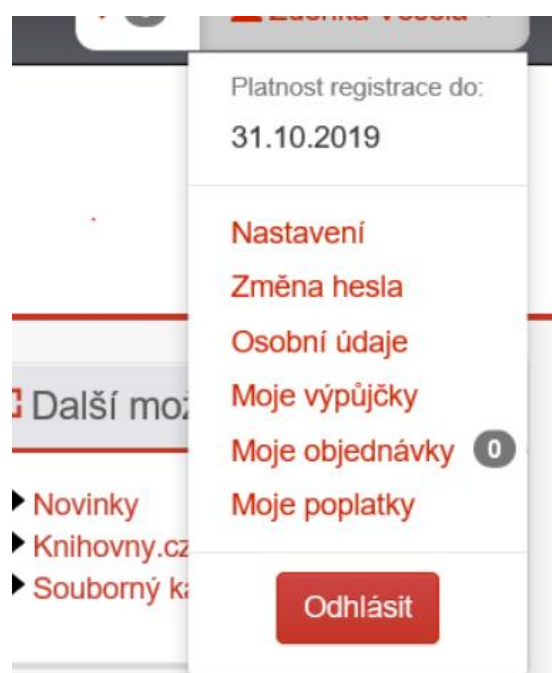 Platnost registrace do:
31.10.2019
Nastavení
Změna hesla
Osobní údaje
Moje výpůjčky
Moje objednávky 0
Moje poplatky
Odhlásit
Další
Novinky
Knihovny.cz
Souborný